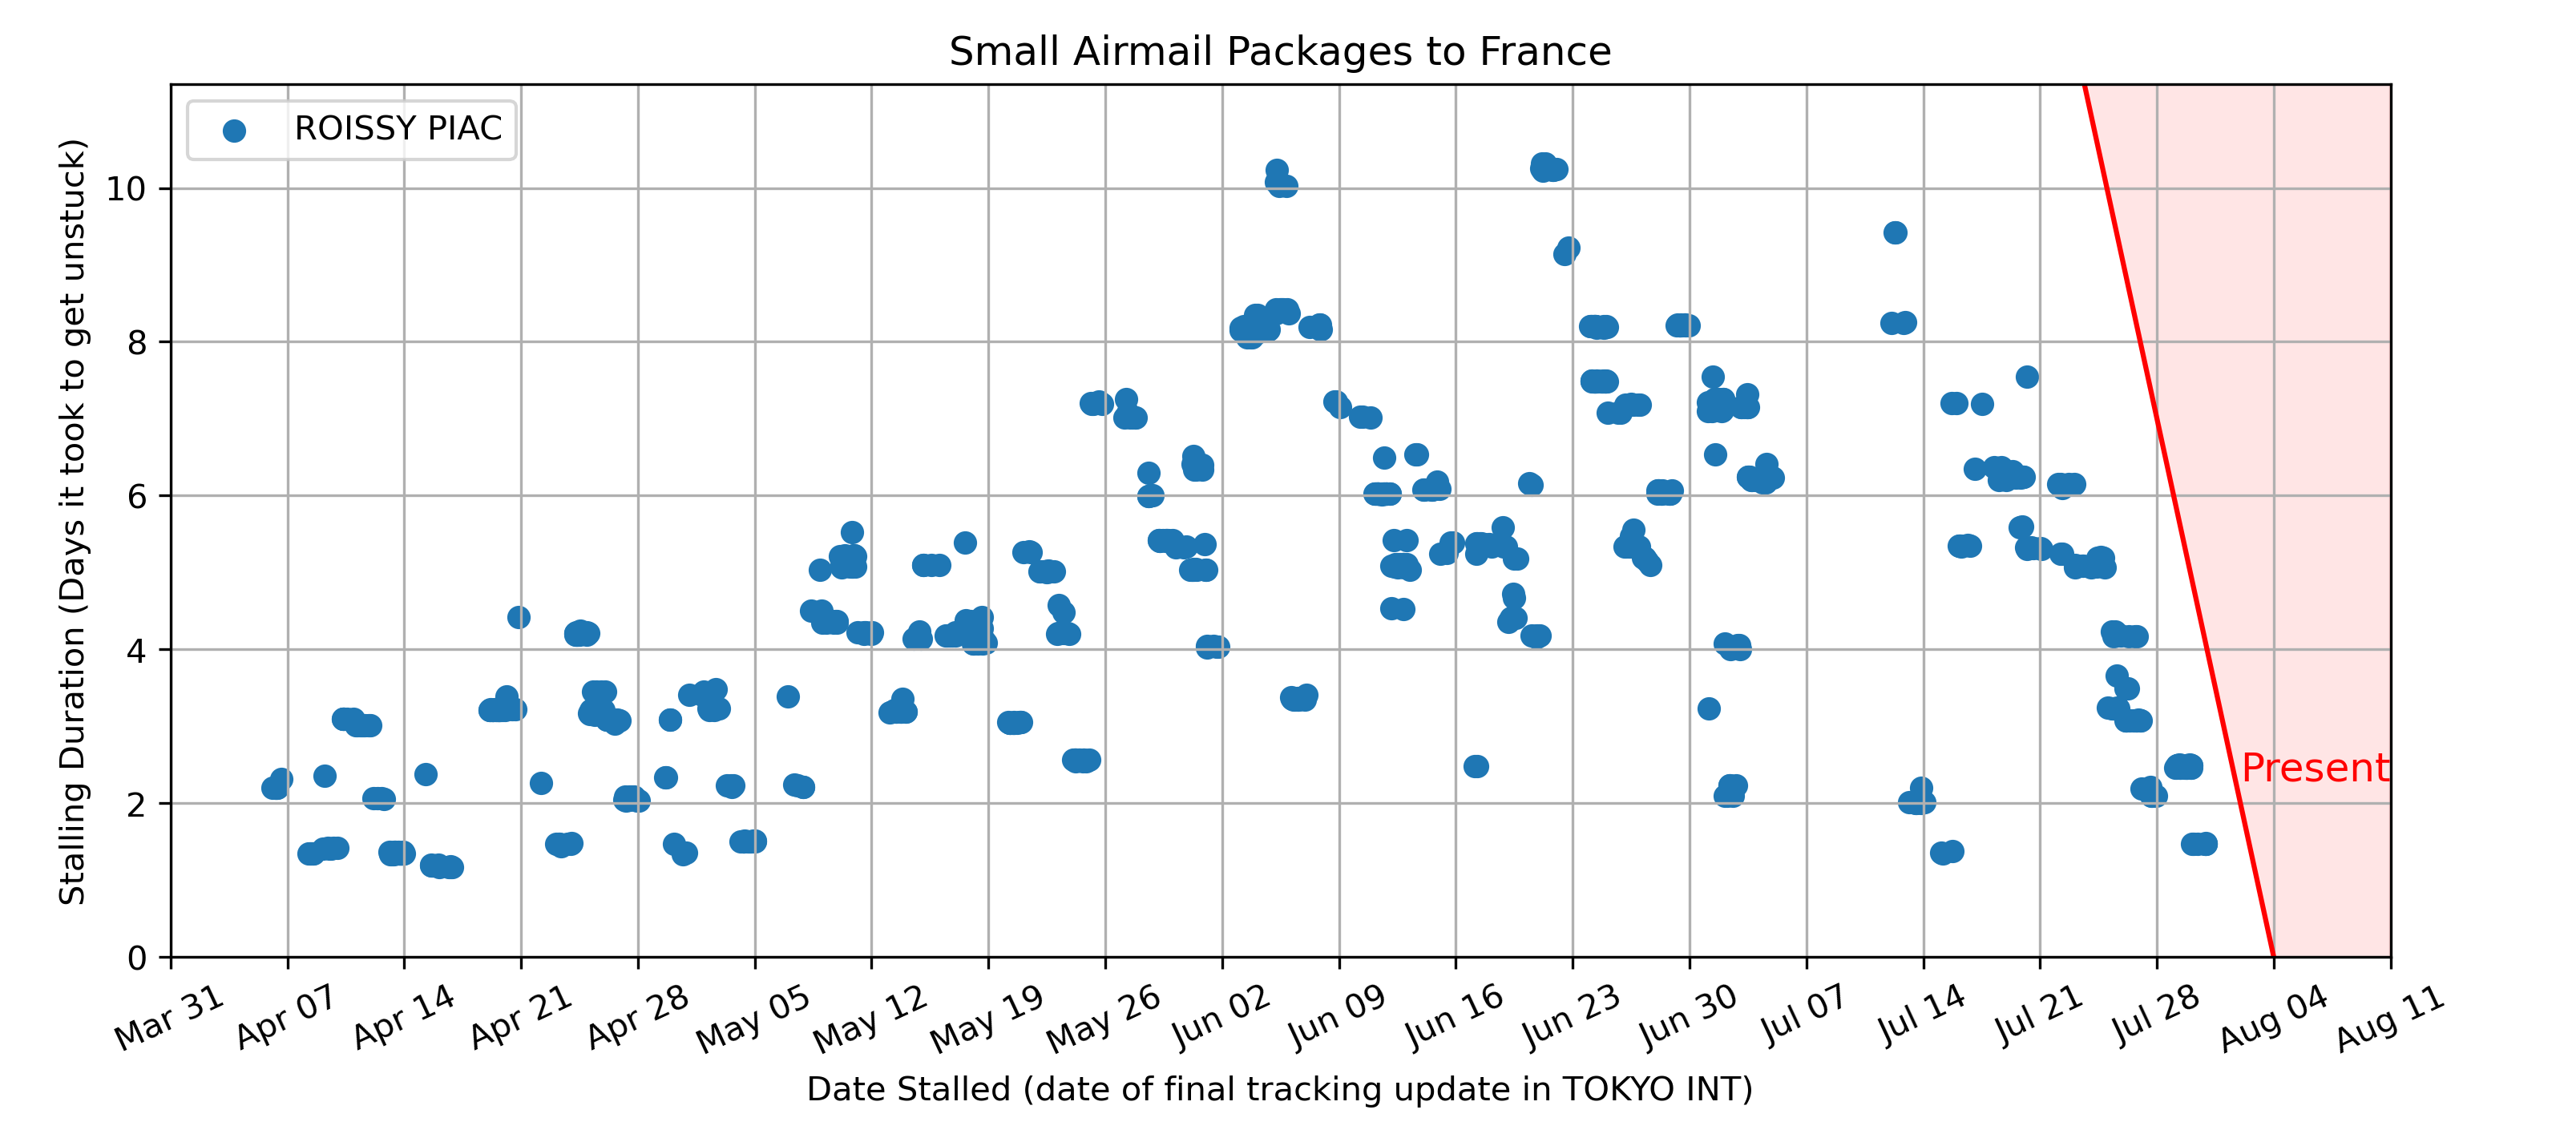 Small Airmail Packages to France
ROISSY PIAC
Stalling Duration (Days it took to get unstuck)
10
8
6
4
2
0
Present
Mar 31 Apr 07 Apr 14 Apr 21 Apr 28 May 05 May 12 May 19 May 26 Jun 02 Jun 09 Jun 16 Jun 23 Jun 30 Jul 07 Jul 14 Jul 21 Jul 28 Aug 04 Aug 11
Date Stalled (date of final tracking update in TOKYO INT)